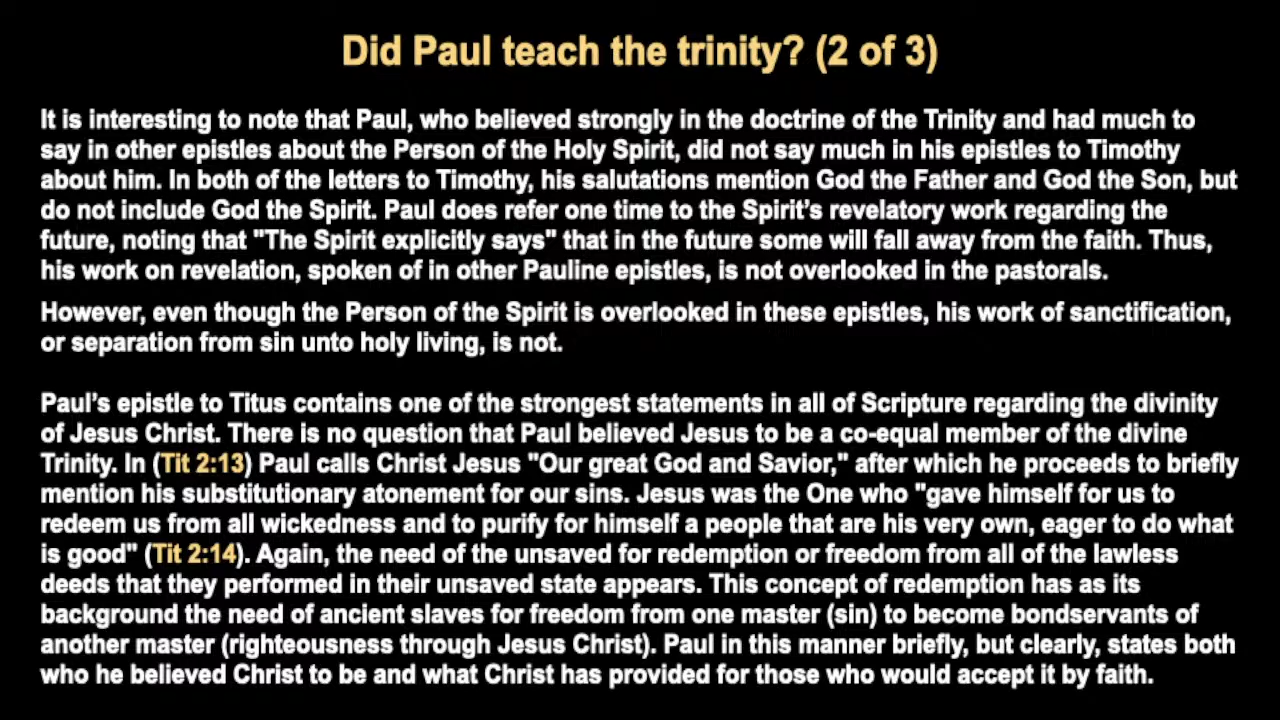 Did Paul teach the trinity? (2 of 3)
It is interesting to note that Paul, who believed strongly in the doctrine of the Trinity and had much to
say in other epistles about the Person of the Holy Spirit, did not say much in his epistles to Timothy
about him. In both of the letters to Timothy, his salutations mention God the Father and God the Son, but
do not include God the Spirit. Paul does refer one time to the Spirit’s revelatory work regarding the
future, noting that "The Spirit explicitly says" that in the future some will fall away from the faith. Thus,
his work on revelation, spoken of in other Pauline epistles, is not overlooked in the pastorals.
However, even though the Person of the Spirit is overlooked in these epistles, his work of sanctification,
or separation from sin unto holy living, is not.
Paul’s epistle to Titus contains one of the strongest statements in all of Scripture regarding the divinity
of Jesus Christ. There is no question that Paul believed Jesus to be a co-equal member of the divine
Trinity. In (Tit 2:13) Paul calls Christ Jesus "Our great God and Savior," after which he proceeds to briefly
mention his substitutionary atonement for our sins. Jesus was the One who "gave himself for us to
redeem us from all wickedness and to purify for himself a people that are his very own, eager to do what
is good" (Tit 2:14). Again, the need of the unsaved for redemption or freedom from all of the lawless
deeds that they performed in their unsaved state appears. This concept of redemption has as its
background the need of ancient slaves for freedom from one master (sin) to become bondservants of
another master (righteousness through Jesus Christ). Paul in this manner briefly, but clearly, states both
who he believed Christ to be and what Christ has provided for those who would accept it by faith.